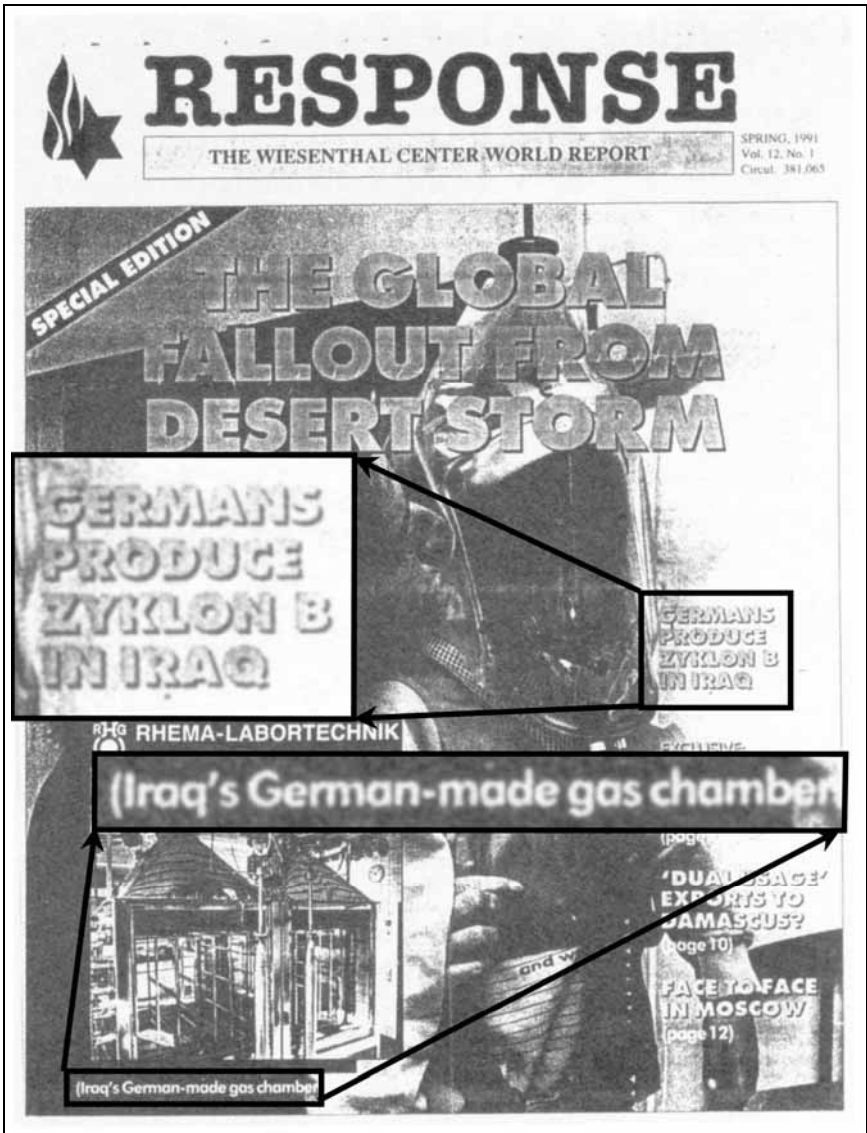 RESPONSE
THE WIESENTHAL CENTER WORLD REPORT
SPRING, 1991
Vol. 12, No. 1
Circul. 381,065
SPECIAL EDITION
THE GLOBAL
FALLOUT FROM
DESERT STORM
GERMANS
PRODUCE
ZYKLON B
IN IRAQ
GERMANS
PRODUCE
ZYKLON B
IN IRAQ
RHG
RHEMA-LABORTECHNIK
EXCLUSIVE:
(Iraq's German-made gas chamber
'DUAL USAGE'
EXPORTS TO
DAMASCUS?
(page 10)
and w
FACE TO FACE
IN MOSCOW
(page 12)
(Iraq's German-made gas chamber